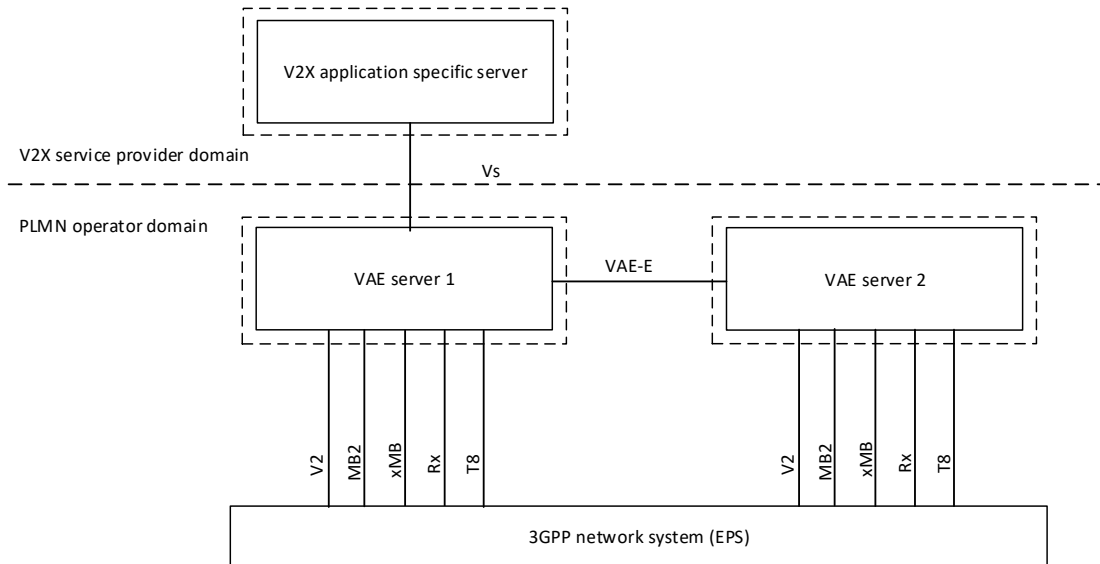 V2X application specific server
V2X service provider domain
Vs
PLMN operator domain
VAE server 1
VAE-E
VAE server 2
V2
MB2
xMB
Rx
T8
V2
MB2
xMB
Rx
T8
3GPP network system (EPS)